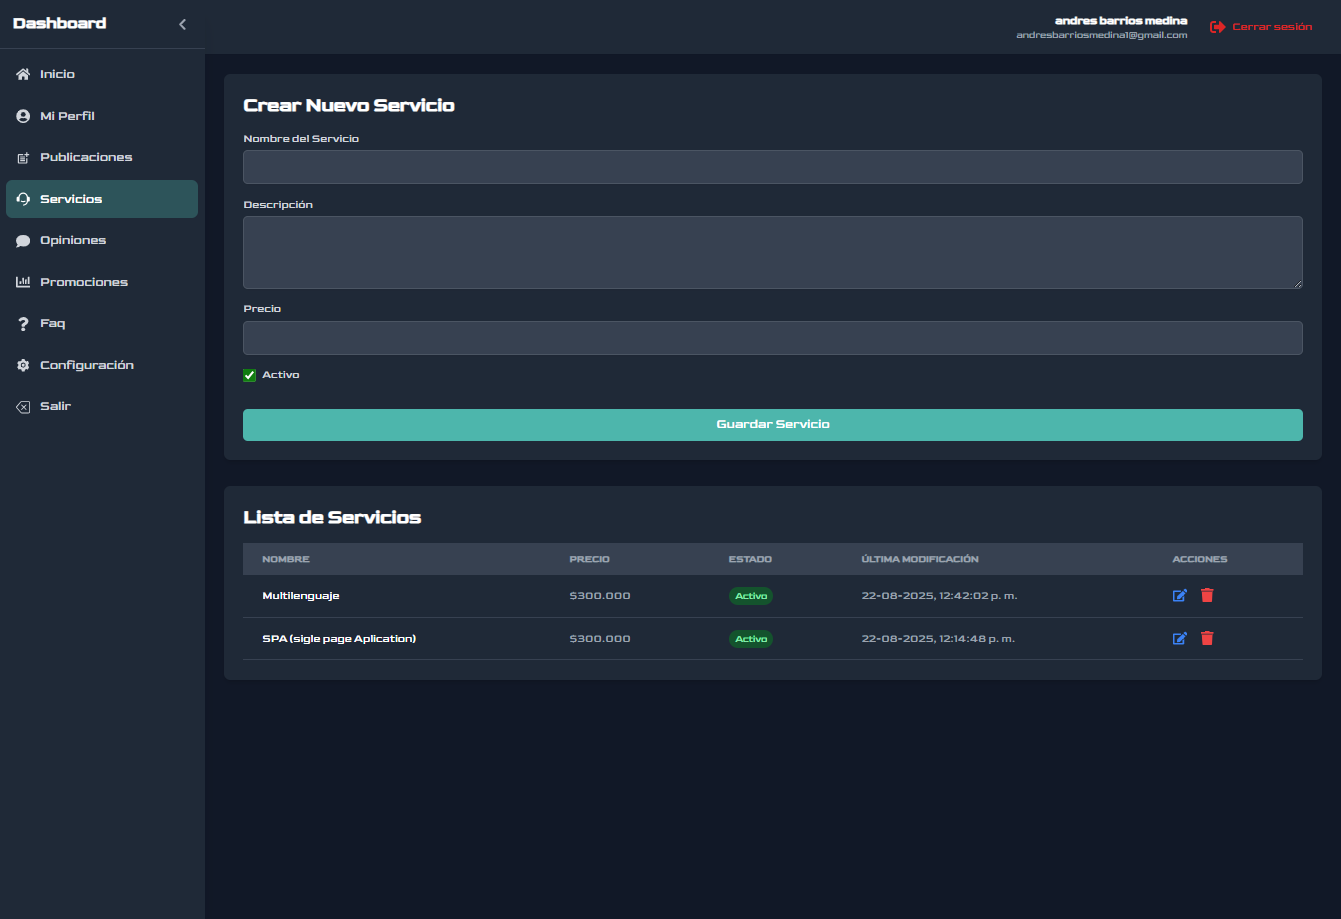 Dashboard
andres barrios medina
andresbarriosmedina1@gmail.com
Cerrar sesión
Inicio
Mi Perfil
Publicaciones
Servicios
Opiniones
Promociones
Faq
Configuración
Salir
Crear Nuevo Servicio
Nombre del Servicio
Descripción
Precio
Activo
Guardar Servicio
Lista de Servicios
NOMBRE PRECIO ESTADO ÚLTIMA MODIFICACIÓN ACCIONES
Multilenguaje $300.000 Activo 22-08-2025, 12:42:02 p. m.
SPA (sigle page Aplication) $300.000 Activo 22-08-2025, 12:14:48 p. m.